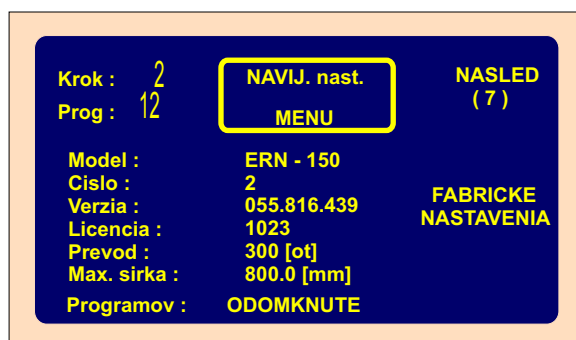 Krok : 2
Prog : 12
NAVIJ. nast.
MENU
NASLED
( 7 )
Model : ERN - 150
Cislo : 2
Verzia : 055.816.439
Licencia : 1023
Prevod : 300 [ot]
Max. sirka : 800.0 [mm]
Programov : ODOMKNUTE
FABRICKE
NASTAVENIA